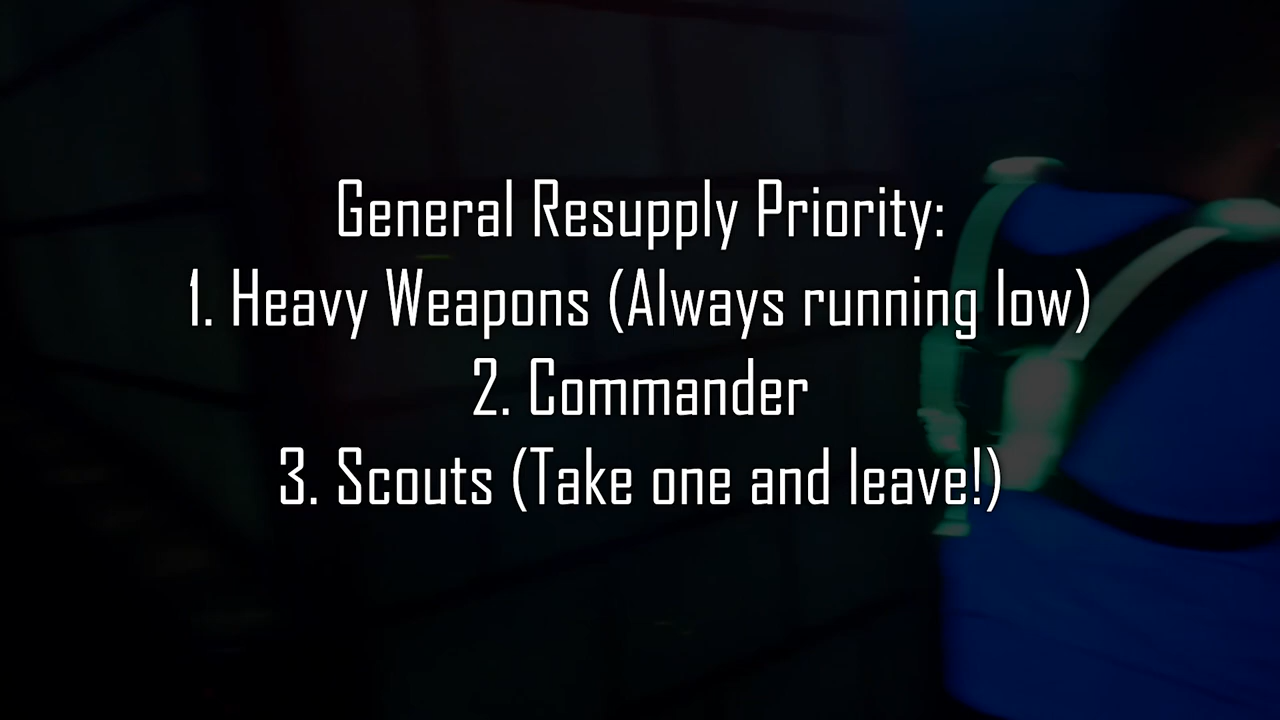 General Resupply Priority:
1. Heavy Weapons (Always running low)
2. Commander
3. Scouts (Take one and leave!)